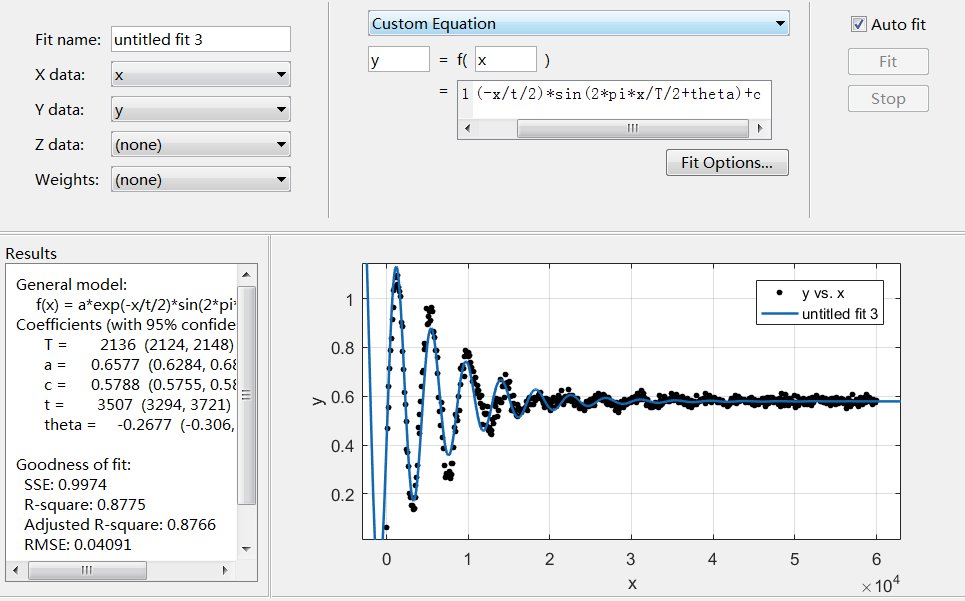 Fit name: untitled fit 3
X data: x
Y data: y
Z data: (none)
Weights: (none)
Custom Equation
y = f( x )
= 1 (-x/t/2)*sin(2*pi*x/T/2+theta)+c
Fit Options...
Auto fit
Fit
Stop
Results
General model:
f(x) = a*exp(-x/t/2)*sin(2*pi*
Coefficients (with 95% confide
T = 2136 (2124, 2148)
a = 0.6577 (0.6284, 0.68
c = 0.5788 (0.5755, 0.58
t = 3507 (3294, 3721)
theta = -0.2677 (-0.306,
Goodness of fit:
SSE: 0.9974
R-square: 0.8775
Adjusted R-square: 0.8766
RMSE: 0.04091
y vs. x
untitled fit 3
1
0.8
0.6
0.4
0.2
y
0 1 2 3 4 5 6
x
×10⁴